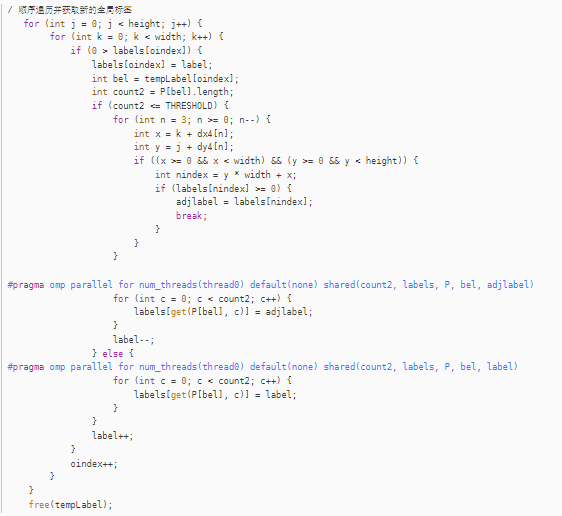 / 顺序遍历并获取新的全局标签
for (int j = 0; j < height; j++) {
for (int k = 0; k < width; k++) {
if (0 > labels[oindex]) {
labels[oindex] = label;
int bel = tempLabel[oindex];
int count2 = P[bel].length;
if (count2 <= THRESHOLD) {
for (int n = 3; n >= 0; n--) {
int x = k + dx4[n];
int y = j + dy4[n];
if ((x >= 0 && x < width) && (y >= 0 && y < height)) {
int nindex = y * width + x;
if (labels[nindex] >= 0) {
adjlabel = labels[nindex];
break;
}
}
}
#pragma omp parallel for num_threads(thread0) default(none) shared(count2, labels, P, bel, adjlabel)
for (int c = 0; c < count2; c++) {
labels[get(P[bel], c)] = adjlabel;
}
label--;
} else {
#pragma omp parallel for num_threads(thread0) default(none) shared(count2, labels, P, bel, label)
for (int c = 0; c < count2; c++) {
labels[get(P[bel], c)] = label;
}
}
label++;
}
oindex++;
}
}
free(tempLabel);